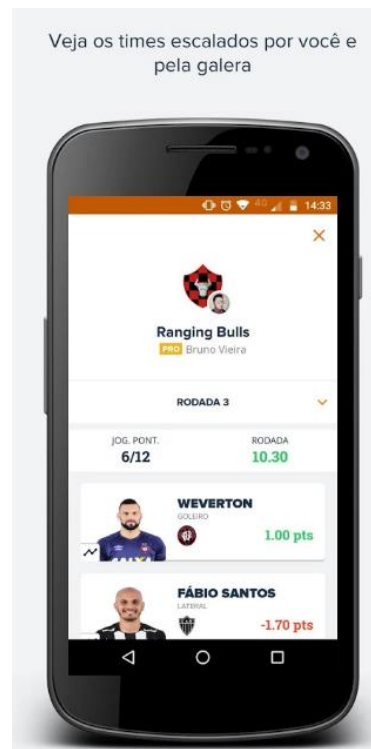 Veja os times escalados por você e
pela galera
4G 14:33
Ranging Bulls
PRO Bruno Vieira
RODADA 3
JOG. PONT. RODADA
6/12 10.30
WEVERTON
GOLEIRO
1.00 pts
FÁBIO SANTOS
LATERAL
-1.70 pts